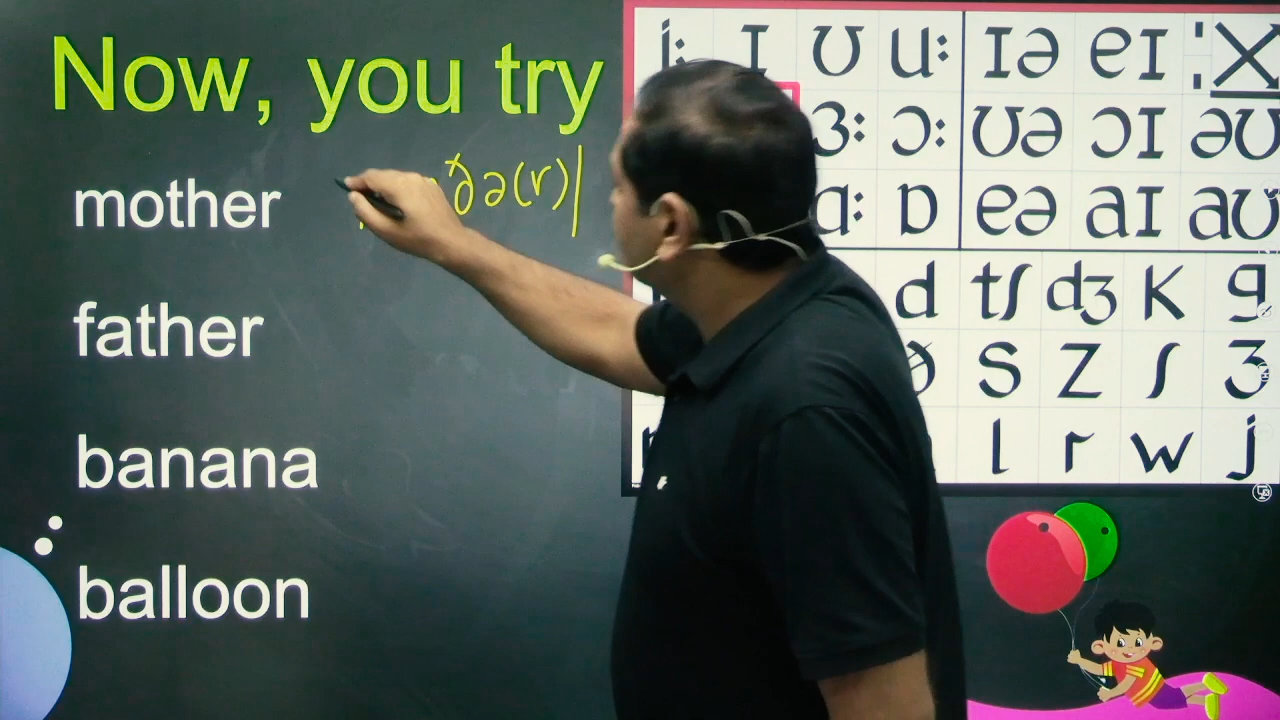 Now, you try
mother ðə(r)|
father
banana
balloon
iː ɪ ʊ uː ɪə eɪ X
ɜː ɔː ʊə ɔɪ əʊ
ɑː ɒ eə aɪ aʊ
d tʃ dʒ k g
ð s z ʃ ʒ
l r w j